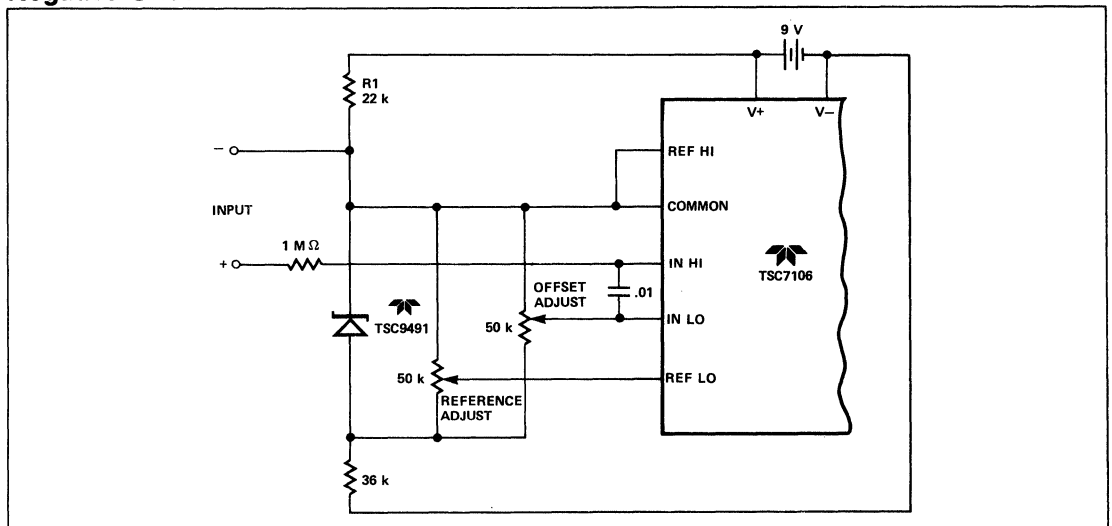 9 V
R1
22 k
V+
V–
–
REF HI
COMMON
INPUT
1 M Ω
+
IN HI
TSC7106
OFFSET
ADJUST
.01
TSC9491
50 k
IN LO
50 k
REF LO
REFERENCE
ADJUST
36 k